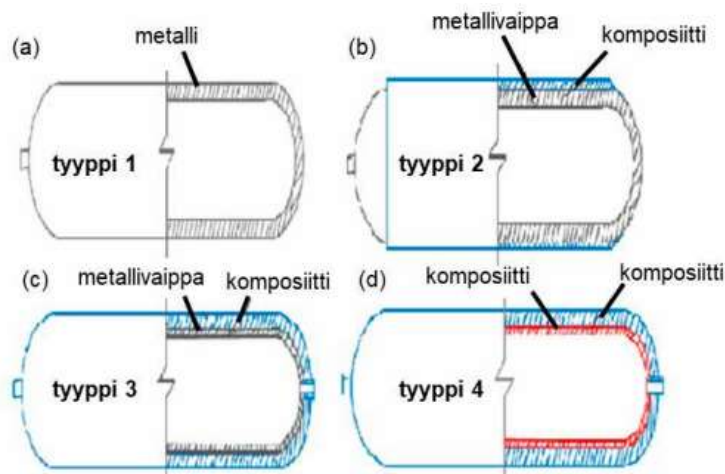 (a) metalli
tyyppi 1
(b) metallivaippa komposiitti
tyyppi 2
(c) metallivaippa komposiitti
tyyppi 3
(d) komposiitti komposiitti
tyyppi 4